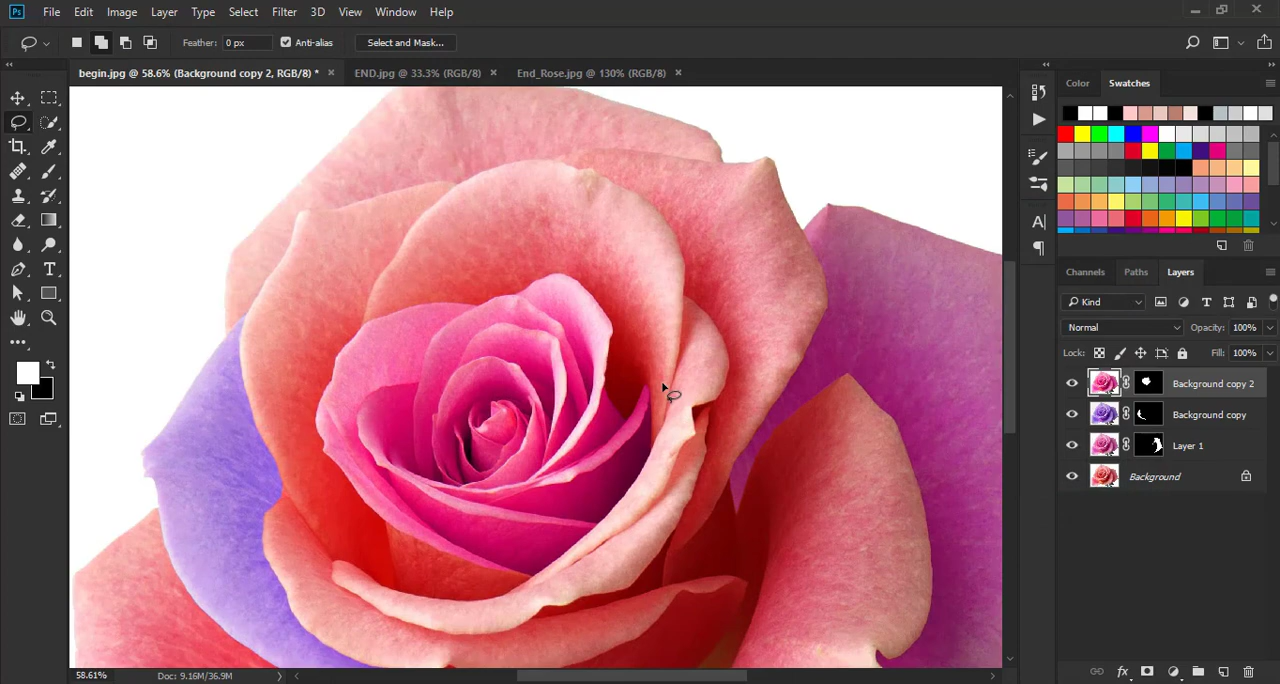 Ps File Edit Image Layer Type Select Filter 3D View Window Help
Feather: 0 px Anti-alias Select and Mask...
begin.jpg @ 58.6% (Background copy 2, RGB/8) * × END.jpg @ 33.3% (RGB/8) × End_Rose.jpg @ 130% (RGB/8) ×
Color Swatches
Channels Paths Layers
Kind
Normal Opacity: 100%
Lock: Fill: 100%
Background copy 2
Background copy
Layer 1
Background
58.61% Doc: 9.16M/36.9M